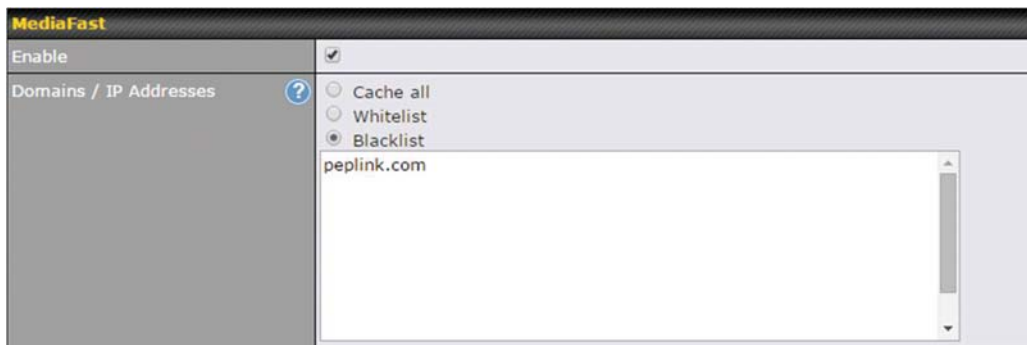 MediaFast
Enable
Domains / IP Addresses ?
Cache all
Whitelist
Blacklist
peplink.com